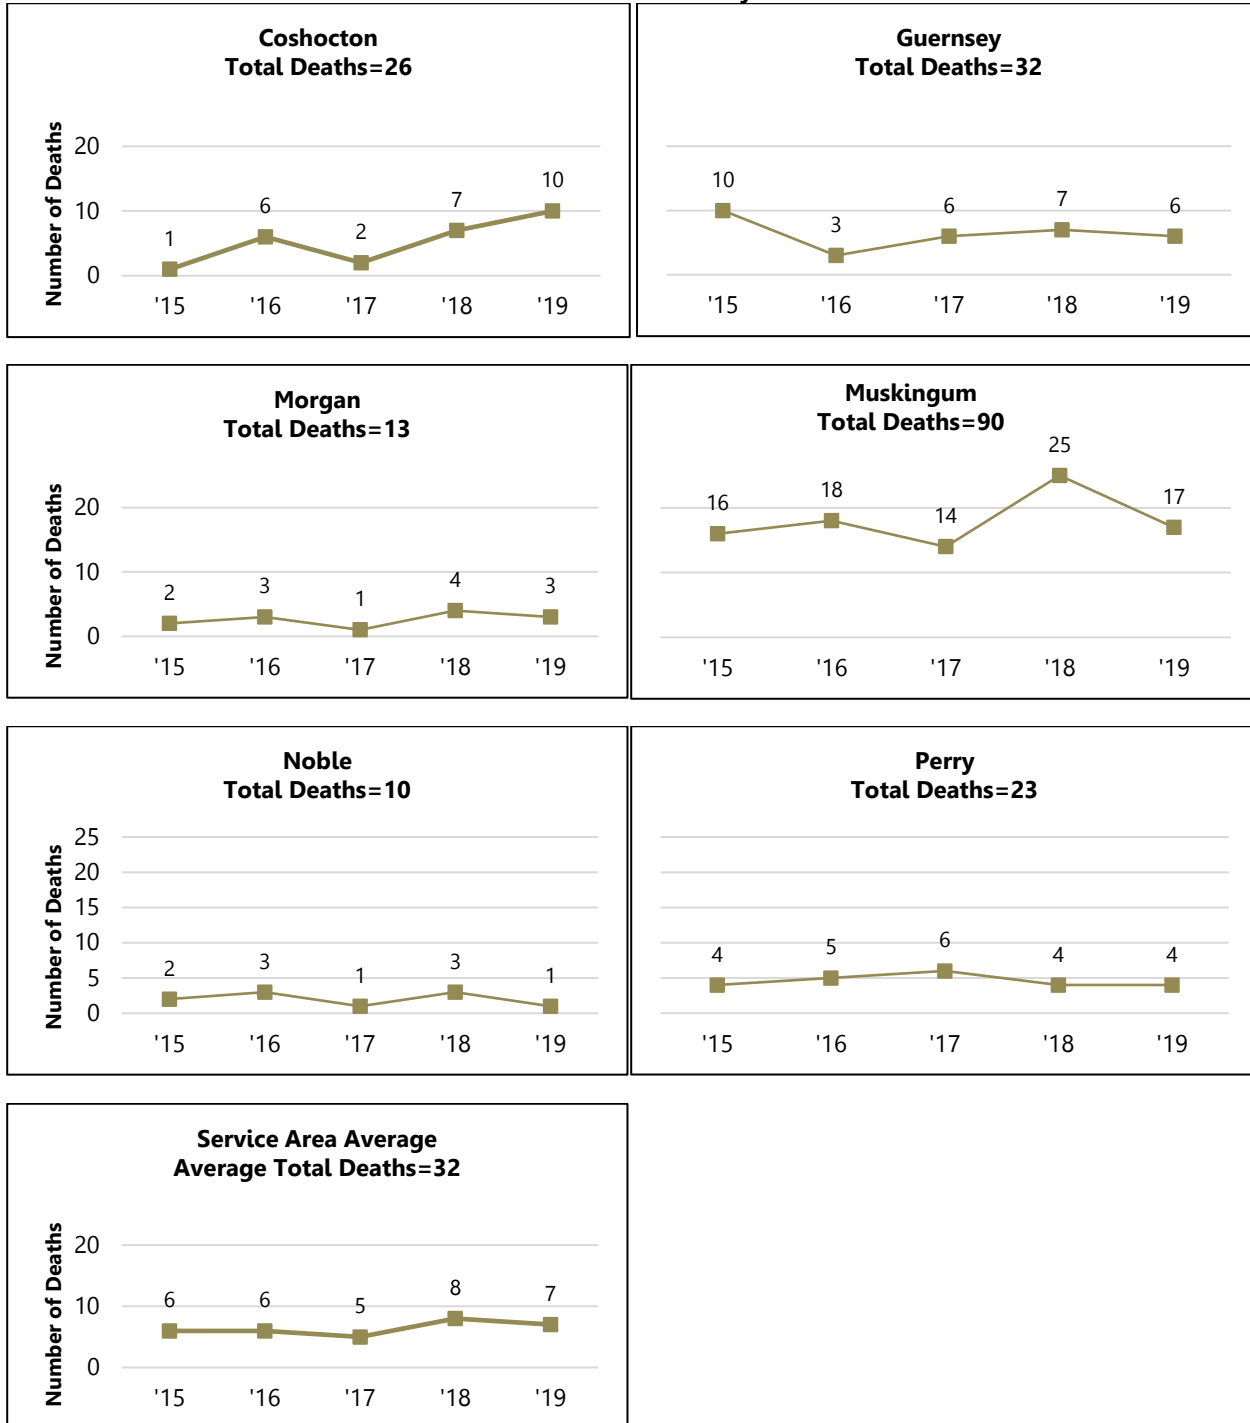 Coshocton
Total Deaths=26
Number of Deaths
20
10
0
1
6
2
7
10
'15 '16 '17 '18 '19
Guernsey
Total Deaths=32
10
3
6
7
6
'15 '16 '17 '18 '19
Morgan
Total Deaths=13
Number of Deaths
20
10
0
2
3
1
4
3
'15 '16 '17 '18 '19
Muskingum
Total Deaths=90
16
18
14
25
17
'15 '16 '17 '18 '19
Noble
Total Deaths=10
Number of Deaths
25
20
15
10
5
0
2
3
1
3
1
'15 '16 '17 '18 '19
Perry
Total Deaths=23
4
5
6
4
4
'15 '16 '17 '18 '19
Service Area Average
Average Total Deaths=32
Number of Deaths
20
10
0
6
6
5
8
7
'15 '16 '17 '18 '19